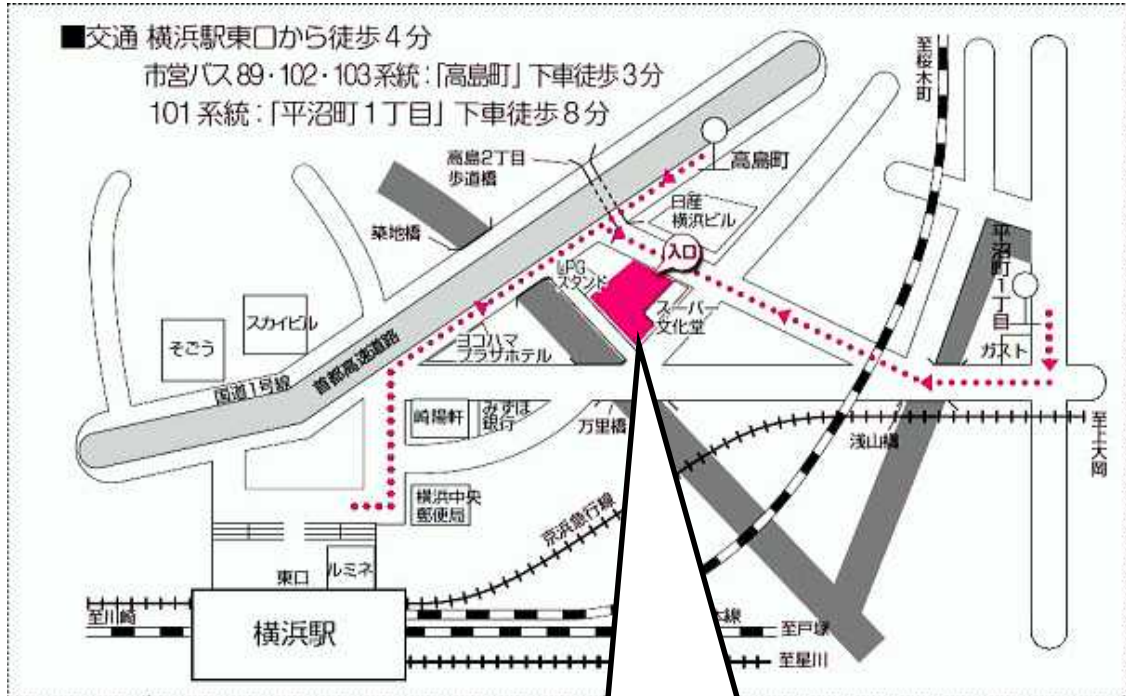 ■交通 横浜駅東口から徒歩4分
市営バス89・102・103系統：「高島町」下車徒歩3分
101系統：「平沼町1丁目」下車徒歩8分
至桜木町
高島2丁目
歩道橋
高島町
日産
横浜ビル
築地橋
入口
平沼町1丁目
LPG
スタンド
スーパー
文化堂
スカイビル
そごう
ヨコハマ
プラザホテル
ガスト
国道1号線
首都高速道路
崎陽軒
みずほ
銀行
万里橋
浅山橋
至上大岡
横浜中央
郵便局
京浜急行線
東口
ルミネ
至川崎
横浜駅
本線
至戸塚
至星川